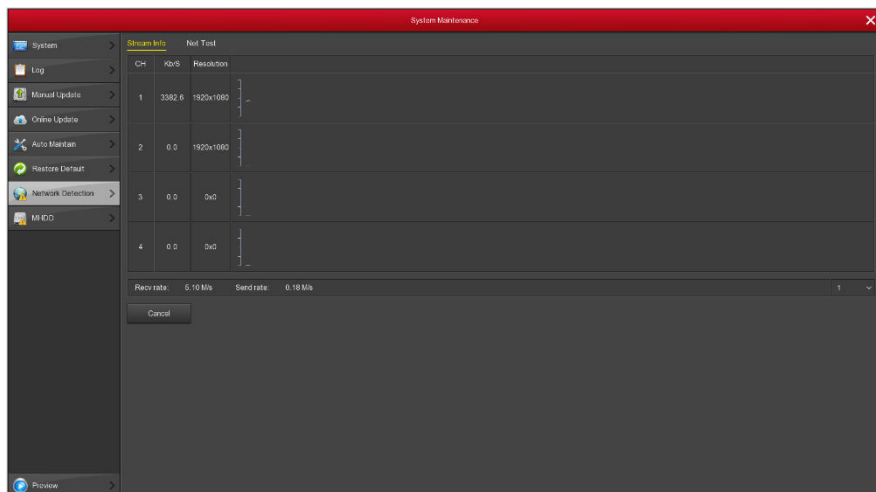 System Maintenance
System
Log
Manual Update
Online Update
Auto Maintain
Restore Default
Network Detection
MHDD
Preview
Stream Info Net Test
CH Kb/S Resolution
1 3382.6 1920x1080
2 0.0 1920x1080
3 0.0 0x0
4 0.0 0x0
Recv rate: 5.10 M/s Send rate: 0.18 M/s 1
Cancel